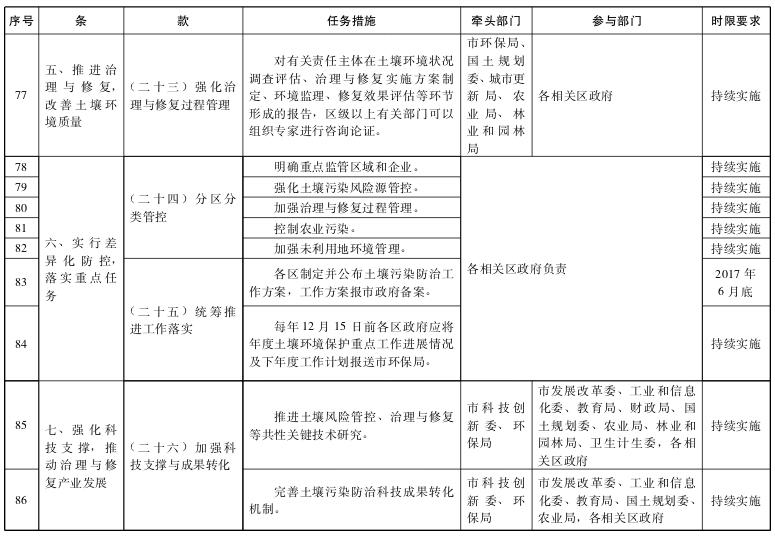 序号 条 款 任务措施 牵头部门 参与部门 时限要求
77
五、推进治
理与修复,
改善土壤环
境质量
(二十三)强化治
理与修复过程管理
对有关责任主体在土壤环境状况
调查评估、治理与修复实施方案制
定、环境监理、修复效果评估等环节
形成的报告，区级以上有关部门可以
组织专家进行咨询论证。
市环保局、
国土规划
委、城市更
新局、农
业局、林
业和园林
局
各相关区政府
持续实施
六、实行差
异化防控,
落实重点任
务
(二十四)分区分
类管控
78 明确重点监管区域和企业。 持续实施
79 强化土壤污染风险源管控。 持续实施
80 加强治理与修复过程管理。 持续实施
81 控制农业污染。 持续实施
82 加强未利用地环境管理。 持续实施
各相关区政府负责
(二十五)统筹推
进工作落实
83
各区制定并公布土壤污染防治工
作方案，工作方案报市政府备案。
2017 年
6 月底
84
每年 12 月 15 日前各区政府应将
年度土壤环境保护重点工作进展情况
及下年度工作计划报送市环保局。
持续实施
七、强化科
技支撑，推
动治理与修
复产业发展
(二十六)加强科
技支撑与成果转化
85
推进土壤风险管控、治理与修复
等共性关键技术研究。
市科技创
新委、环
保局
市发展改革委、工业和信息
化委、教育局、财政局、国
土规划委、农业局、林业和
园林局、卫生计生委，各相
关区政府
持续实施
86
完善土壤污染防治科技成果转化
机制。
市科技创
新委、环
保局
市发展改革委、工业和信息
化委、教育局、国土规划委、
农业局，各相关区政府
持续实施